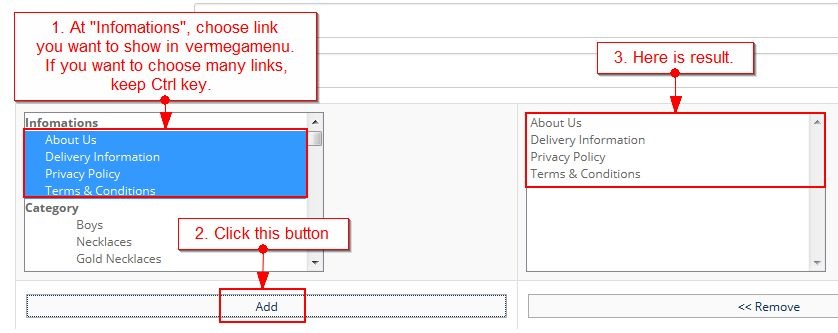 1. At "Infomations", choose link
you want to show in vermegamenu.
If you want to choose many links,
keep Ctrl key.
3. Here is result.
Infomations
About Us
Delivery Information
Privacy Policy
Terms & Conditions
Category
Boys
Necklaces
Gold Necklaces
2. Click this button
Add
About Us
Delivery Information
Privacy Policy
Terms & Conditions
<< Remove